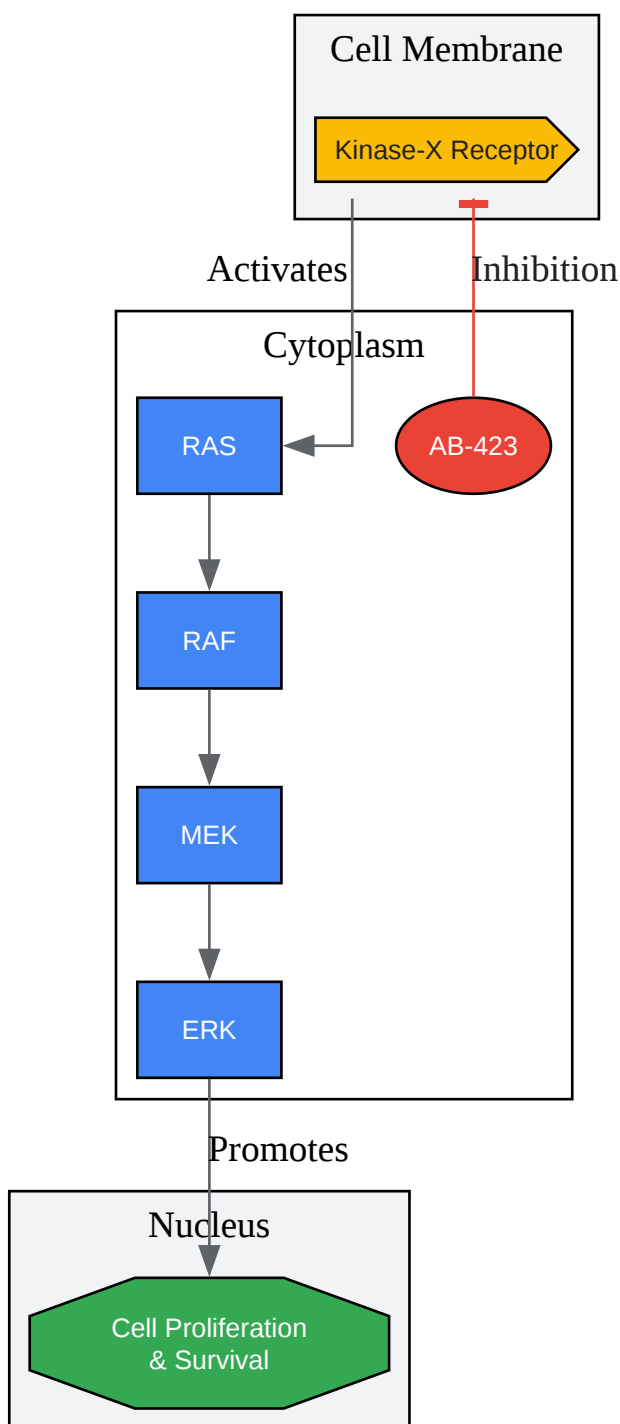 Cell Membrane
Kinase-X Receptor
Activates
Inhibition
Cytoplasm
RAS
AB-423
RAF
MEK
ERK
Promotes
Nucleus
Cell Proliferation
& Survival